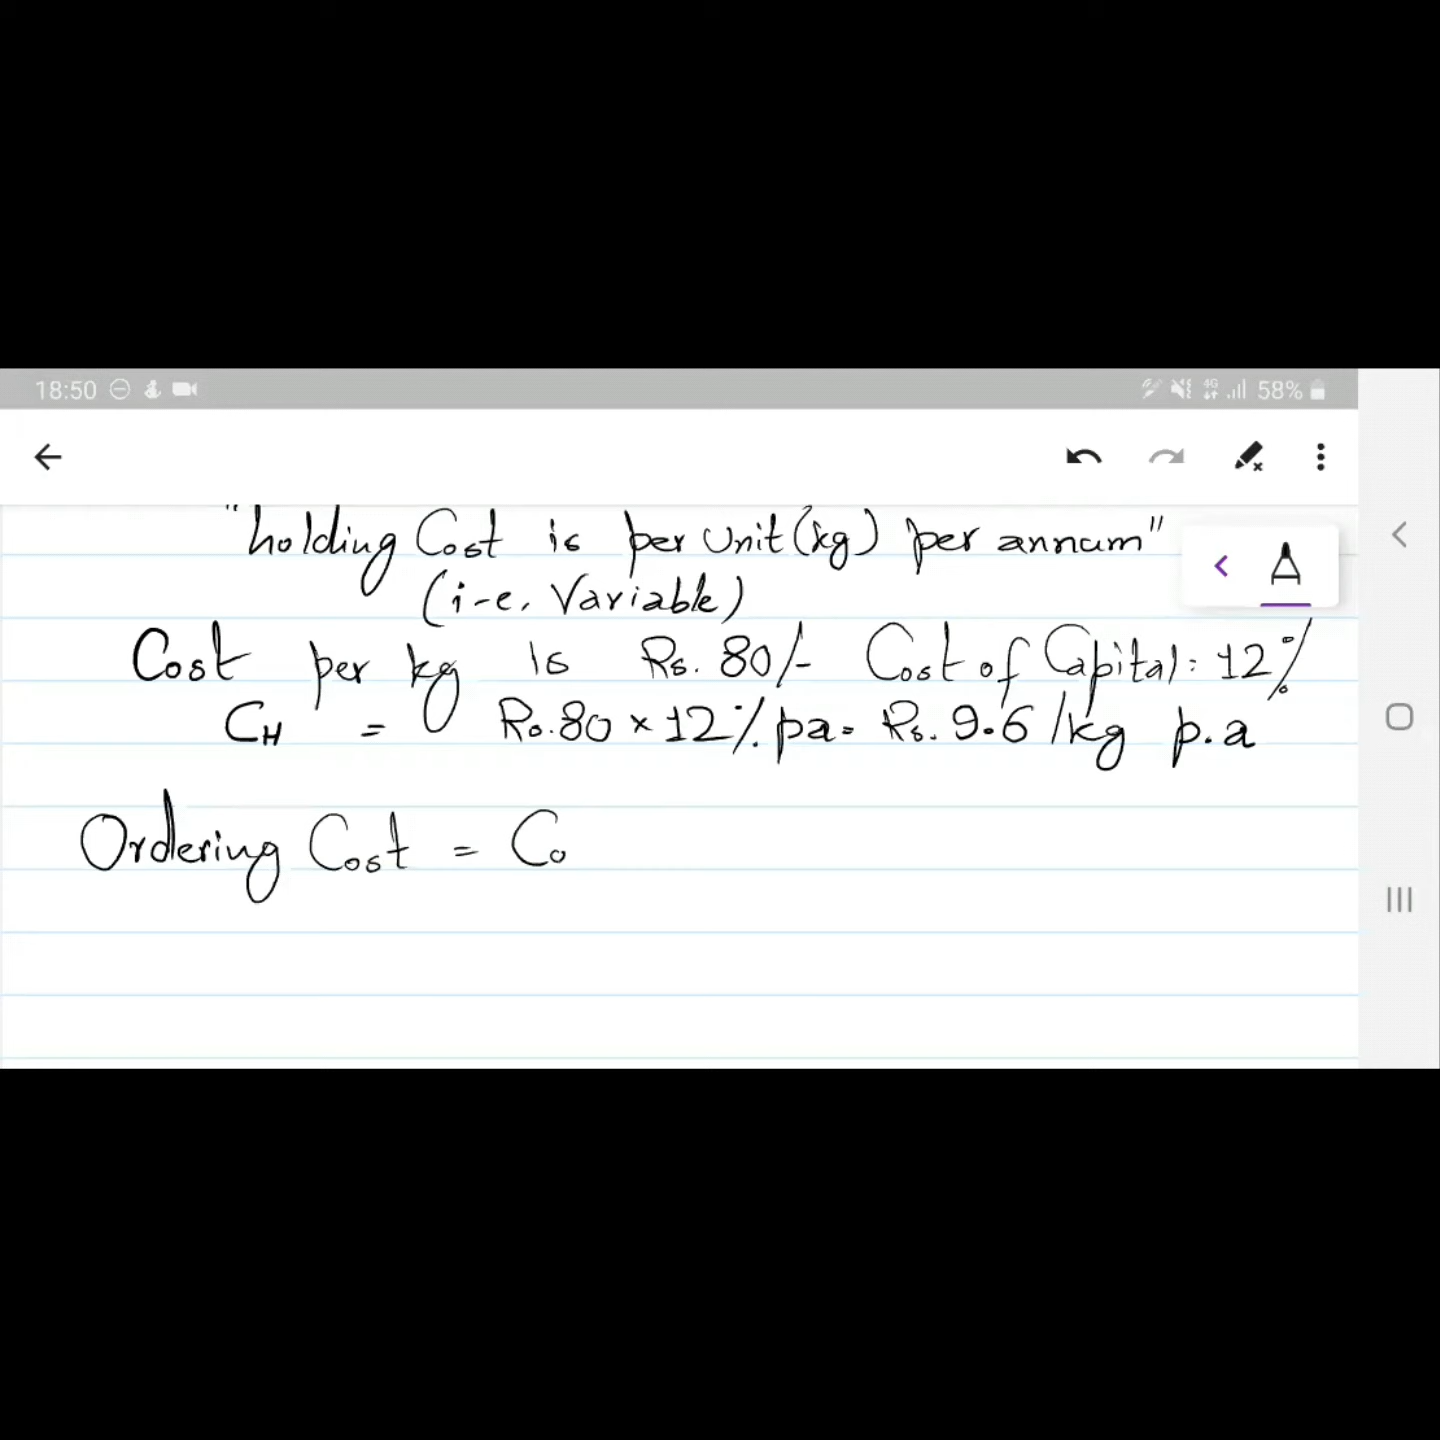 18:50 4G 58%
"holding Cost is per Unit (kg) per annum"
(i-e. Variable)
Cost per kg is Rs. 80/- Cost of Capital: 12%
CH = Rs. 80 × 12% pa = Rs. 9.6 /kg p.a
Ordering Cost = Co